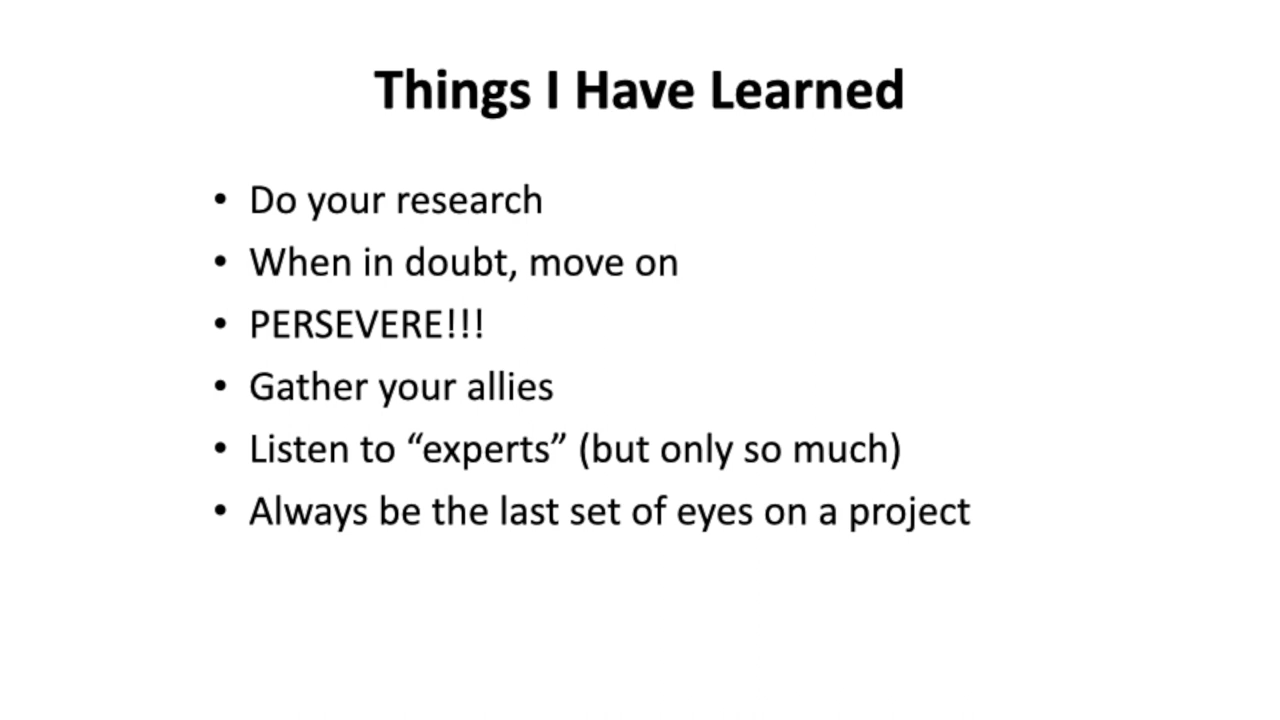 Things I Have Learned
• Do your research
• When in doubt, move on
• PERSEVERE!!!
• Gather your allies
• Listen to “experts” (but only so much)
• Always be the last set of eyes on a project